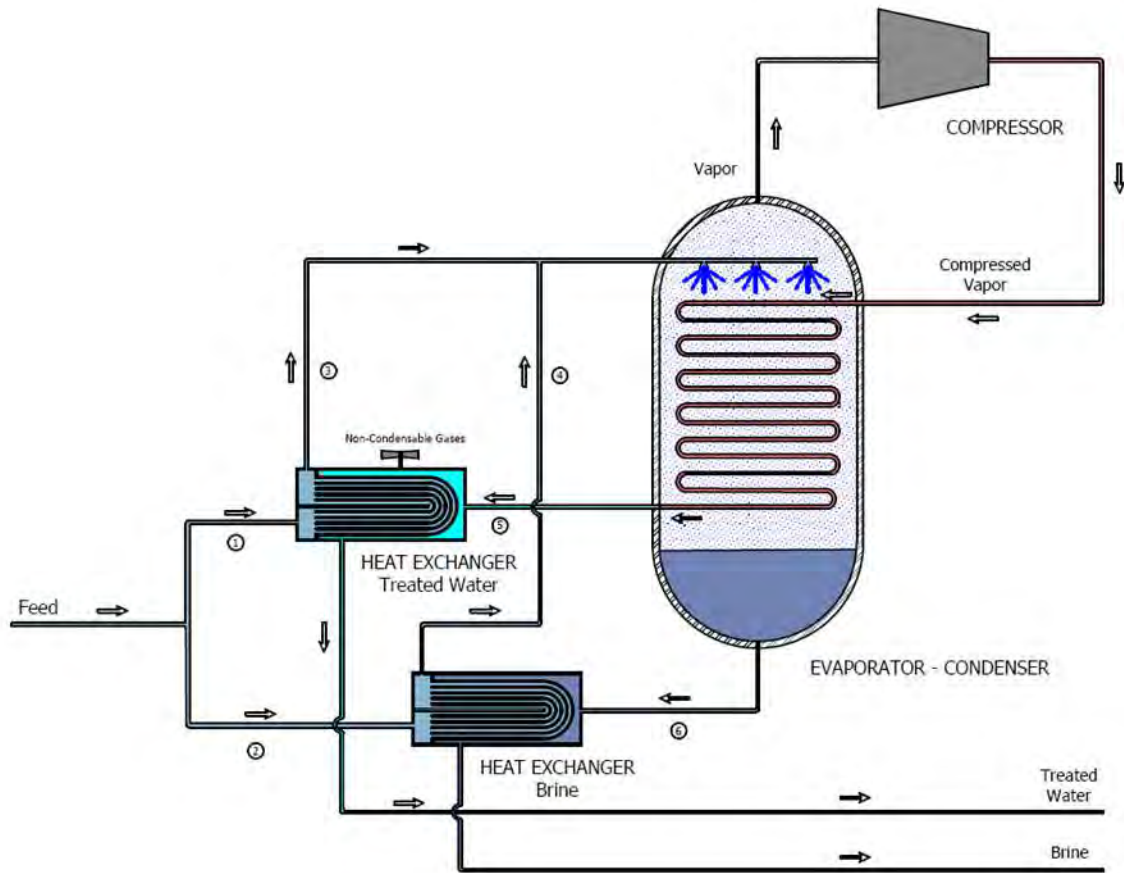 COMPRESSOR
Vapor
Compressed
Vapor
③
④
Non-Condensable Gases
⑤
①
HEAT EXCHANGER
Treated Water
Feed
EVAPORATOR - CONDENSER
⑥
②
HEAT EXCHANGER
Brine
Treated
Water
Brine